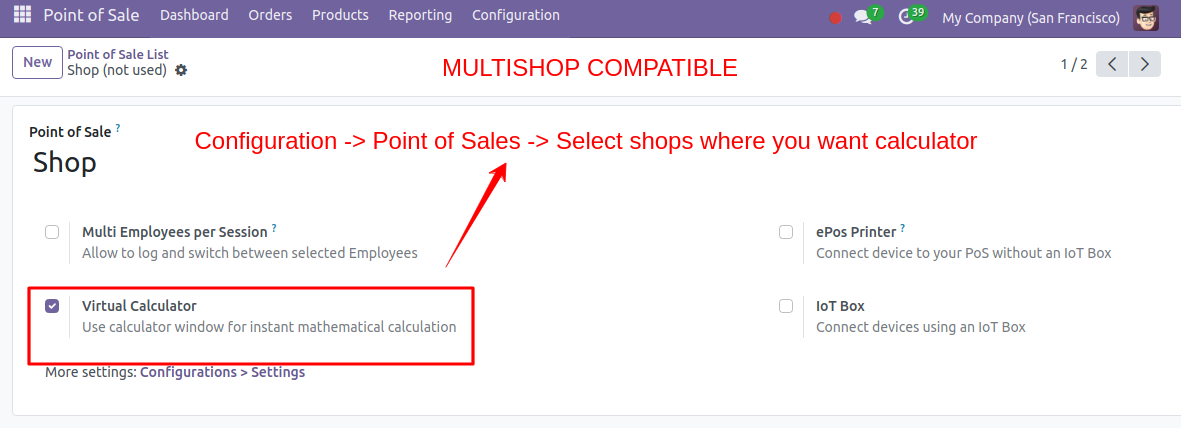 Point of Sale Dashboard Orders Products Reporting Configuration 7 39 My Company (San Francisco)
New Point of Sale List
Shop (not used)
MULTISHOP COMPATIBLE
1 / 2
Point of Sale ?
Configuration -> Point of Sales -> Select shops where you want calculator
Shop
Multi Employees per Session ?
Allow to log and switch between selected Employees
ePos Printer ?
Connect device to your PoS without an IoT Box
Virtual Calculator
Use calculator window for instant mathematical calculation
IoT Box
Connect devices using an IoT Box
More settings: Configurations > Settings